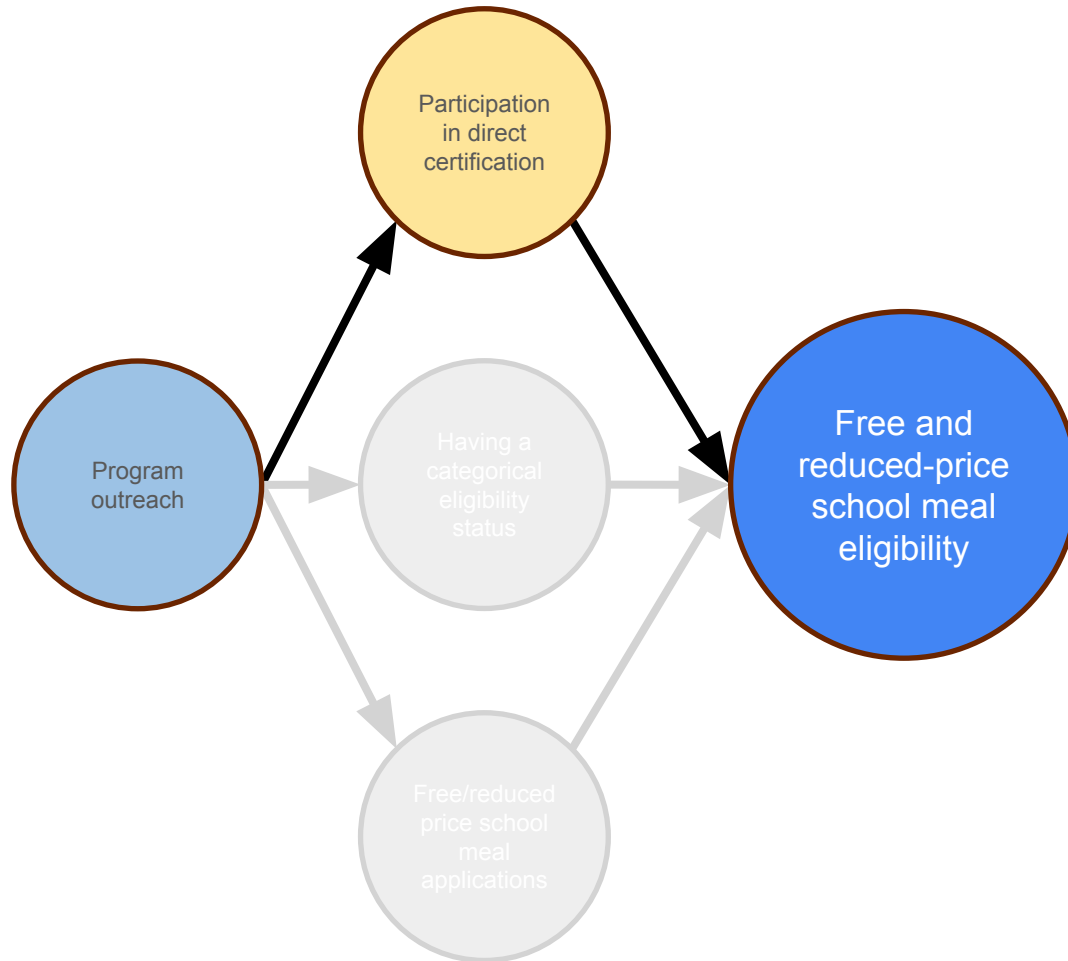 Participation
in direct
certification
Program
outreach
Having a
categorical
eligibility
status
Free and
reduced-price
school meal
eligibility
Free/reduced
price school
meal
applications